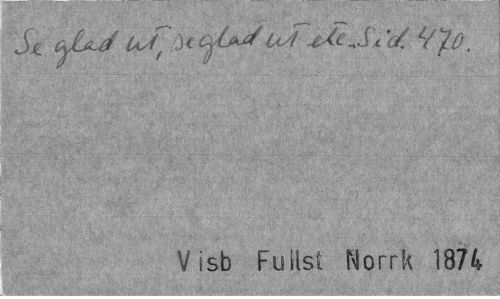 Se glad ut, se glad ut etc. Sid. 470.
Visb Fullst Norrk 1874